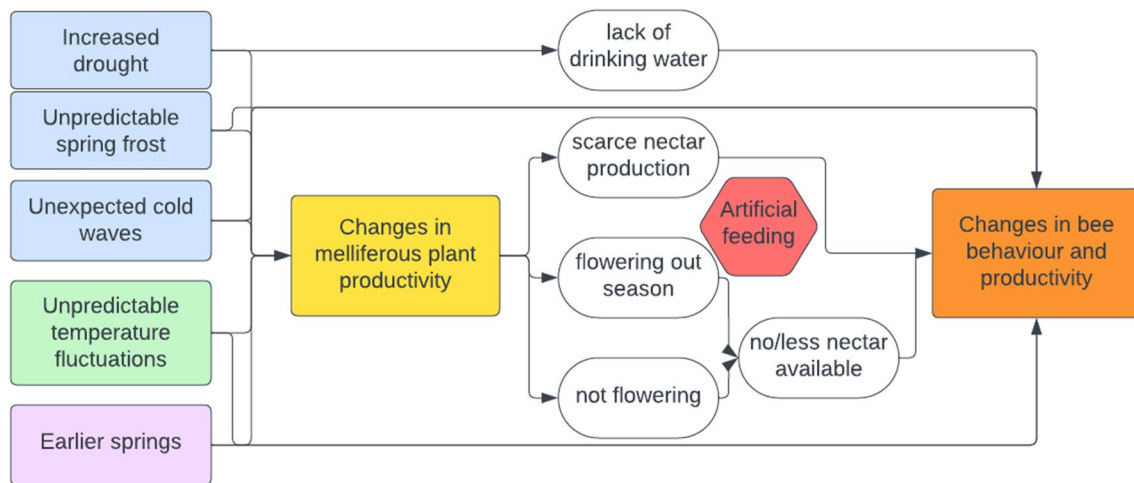 Increased
drought
Unpredictable
spring frost
Unexpected cold
waves
Unpredictable
temperature
fluctuations
Earlier springs
Changes in
melliferous plant
productivity
lack of
drinking water
scarce nectar
production
flowering out
season
not flowering
Artificial
feeding
no/less nectar
available
Changes in bee
behaviour and
productivity